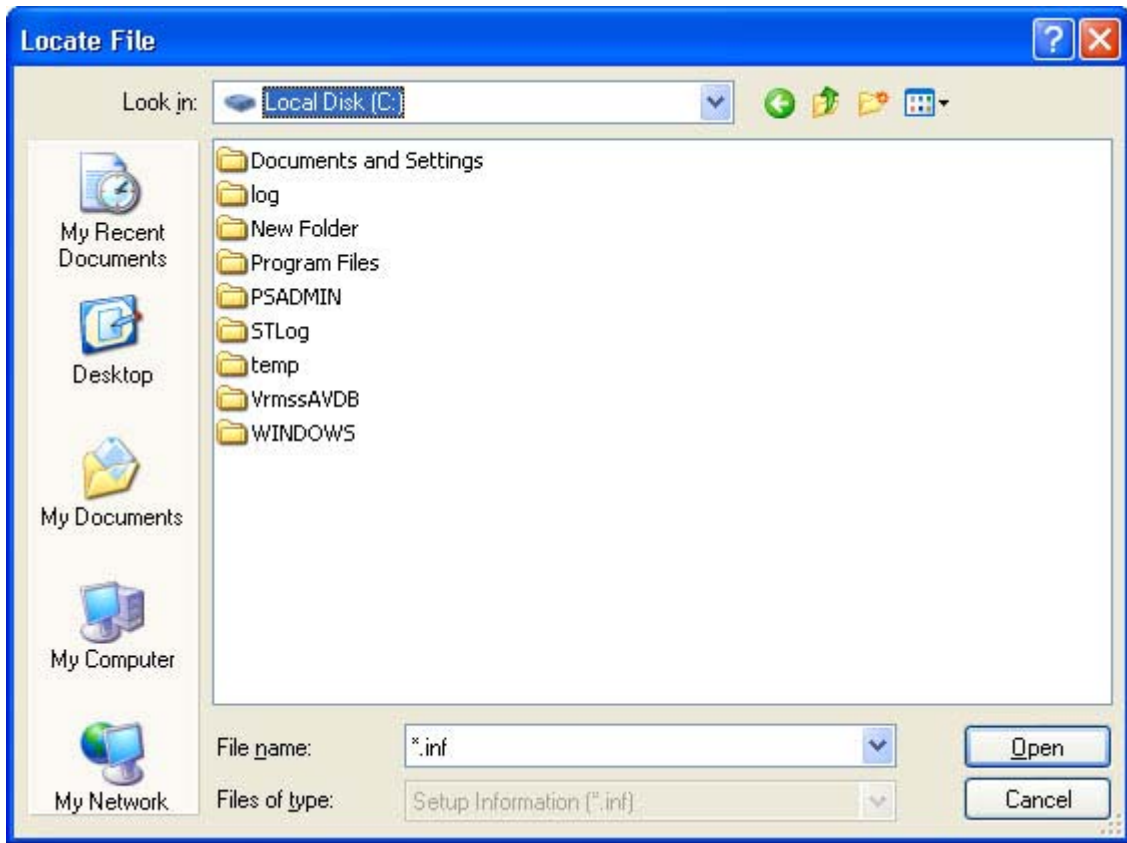 Locate File
Look in:
Local Disk (C:)
My Recent
Documents
Desktop
My Documents
My Computer
My Network
Documents and Settings
log
New Folder
Program Files
PSADMIN
STLog
temp
VrmssAVDB
WINDOWS
File name:
*.inf
Open
Files of type:
Setup Information (*.inf)
Cancel